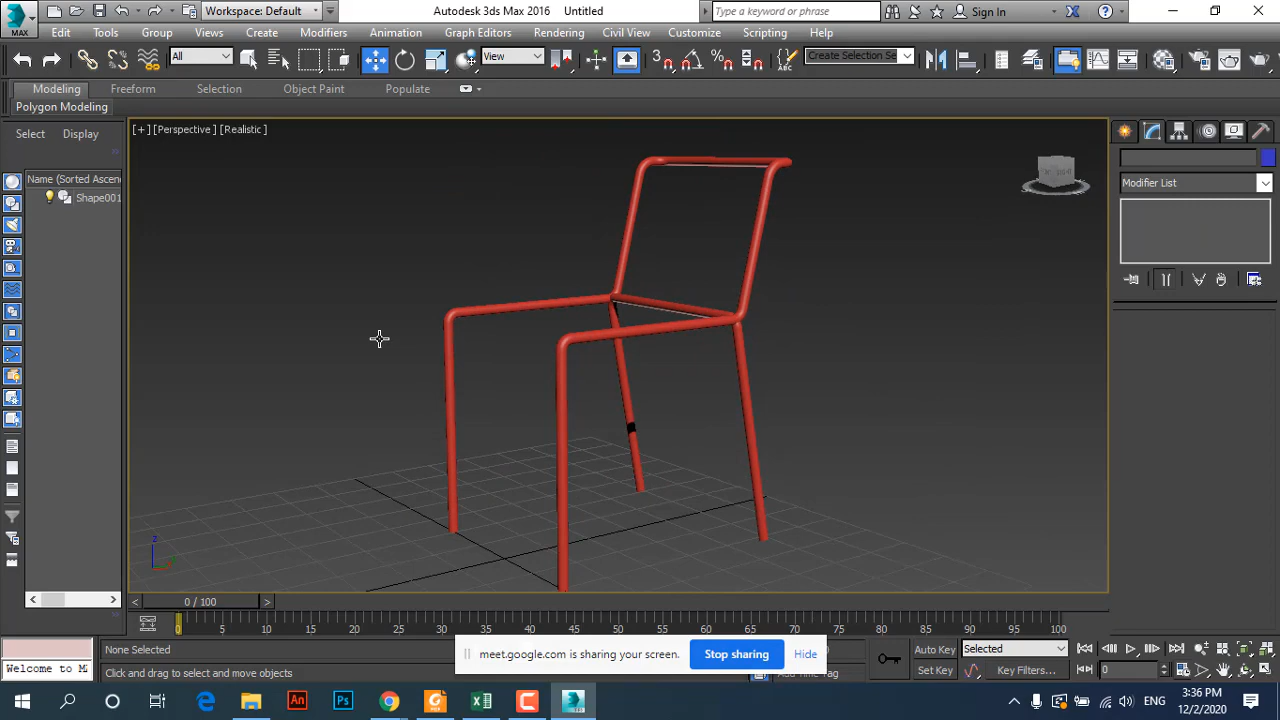 MAX
Workspace: Default
Autodesk 3ds Max 2016
Untitled
Type a keyword or phrase
Sign In
Edit
Tools
Group
Views
Create
Modifiers
Animation
Graph Editors
Rendering
Civil View
Customize
Scripting
Help
All
View
Create Selection Se
Modeling
Freeform
Selection
Object Paint
Populate
Polygon Modeling
Select
Display
[+] [Perspective] [Realistic]
Name (Sorted Ascen
Shape001
Modifier List
0 / 100
0 5 10 15 20 25 30 35 40 45 50 55 60 65 70 75 80 85 90 95 100
None Selected
Click and drag to select and move objects
Welcome to M
meet.google.com is sharing your screen.
Stop sharing
Hide
Add Time Tag
Auto Key
Selected
Set Key
Key Filters...
0
ENG
3:36 PM
12/2/2020